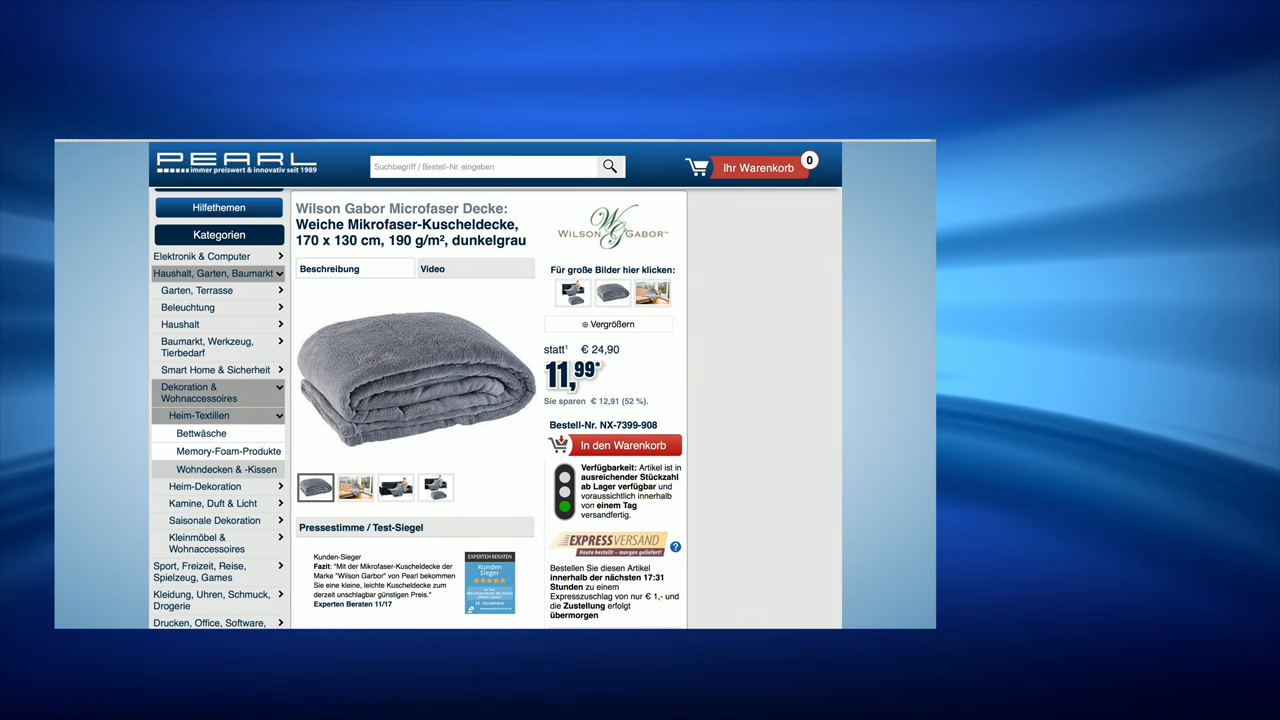 PEARL
immer preiswert & innovativ seit 1989
Suchbegriff / Bestell-Nr. eingeben
Ihr Warenkorb
0
Hilfethemen
Kategorien
Elektronik & Computer
Haushalt, Garten, Baumarkt
Garten, Terrasse
Beleuchtung
Haushalt
Baumarkt, Werkzeug,
Tierbedarf
Smart Home & Sicherheit
Dekoration &
Wohnaccessoires
Heim-Textilien
Bettwäsche
Memory-Foam-Produkte
Wohndecken & -Kissen
Heim-Dekoration
Kamine, Duft & Licht
Saisonale Dekoration
Kleinmöbel &
Wohnaccessoires
Sport, Freizeit, Reise,
Spielzeug, Games
Kleidung, Uhren, Schmuck,
Drogerie
Drucken, Office, Software,
Wilson Gabor Microfaser Decke:
Weiche Mikrofaser-Kuscheldecke,
170 x 130 cm, 190 g/m², dunkelgrau
Beschreibung
Video
Pressestimme / Test-Siegel
Kunden-Sieger
Fazit: "Mit der Mikrofaser-Kuscheldecke der
Marke "Wilson Garbor" von Pearl bekommen
Sie eine kleine, leichte Kuscheldecke zum
derzeit unschlagbar günstigen Preis."
Experten Beraten 11/17
EXPERTEN BERATEN
Kunden
Sieger
26. November
WG
WILSON GABOR™
Für große Bilder hier klicken:
Vergrößern
statt¹ € 24,90
11,99*
Sie sparen € 12,91 (52 %).
Bestell-Nr. NX-7399-908
In den Warenkorb
Verfügbarkeit: Artikel ist in
ausreichender Stückzahl
ab Lager verfügbar und
voraussichtlich innerhalb
von einem Tag
versandfertig.
EXPRESSVERSAND
Heute bestellt – morgen geliefert!
?
Bestellen Sie diesen Artikel
innerhalb der nächsten 17:31
Stunden zu einem
Expresszuschlag von nur € 1,- und
die Zustellung erfolgt
übermorgen